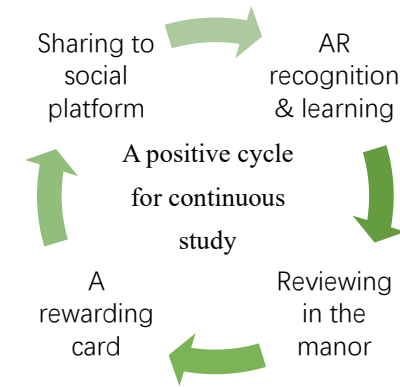 Sharing to
social
platform
AR
recognition
& learning
A positive cycle
for continuous
study
Reviewing
in the
manor
A
rewarding
card